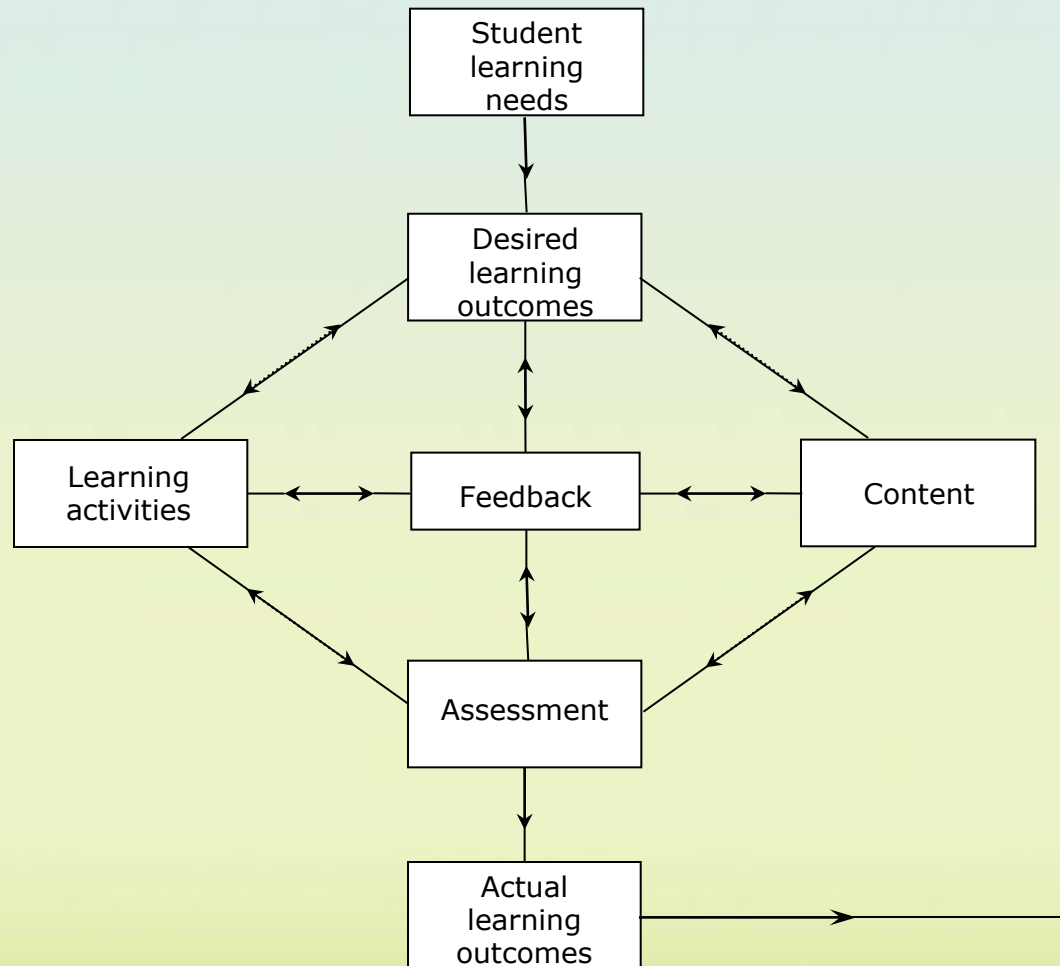 Student
learning
needs
Desired
learning
outcomes
Learning
activities
Feedback
Content
Assessment
Actual
learning
outcomes